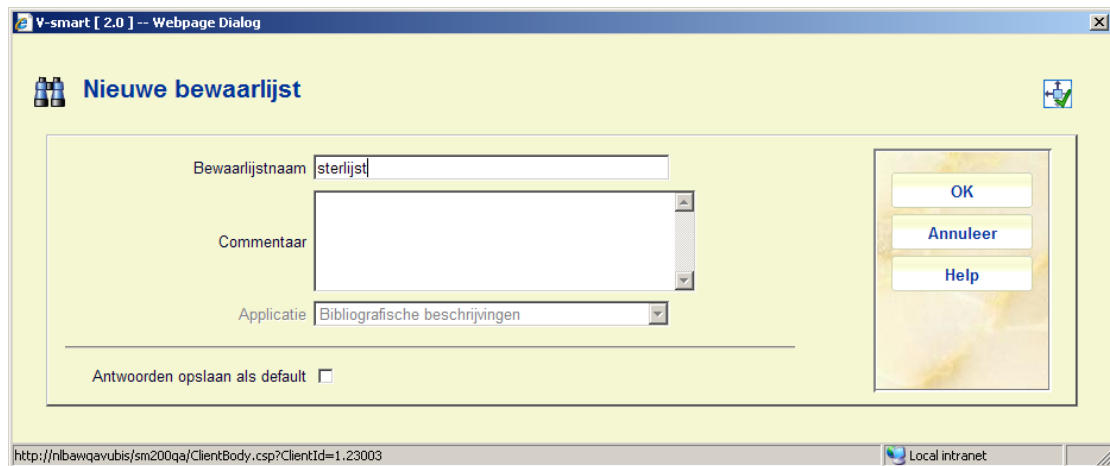 V-smart [ 2.0 ] -- Webpage Dialog
Nieuwe bewaarlijst
Bewaarlijstnaam sterlijst
OK
Commentaar
Annuleer
Help
Applicatie Bibliografische beschrijvingen
Antwoorden opslaan als default
http://nlbawqavubis/sm200qa/ClientBody.csp?ClientId=1.23003 Local intranet